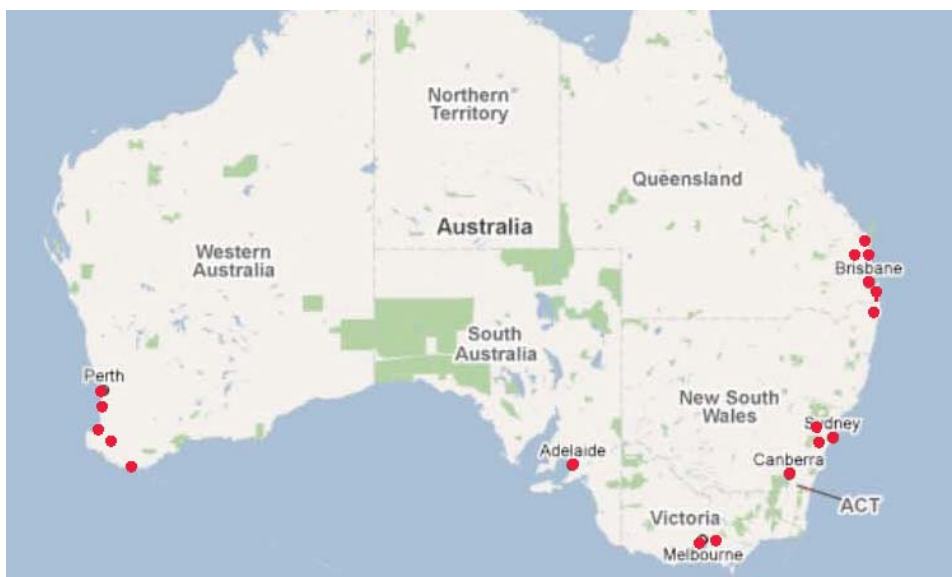 Northern
Territory
Queensland
Australia
Western
Australia
Brisbane
South
Australia
Perth
New South
Wales
Sydney
Adelaide
Canberra
ACT
Victoria
Melbourne